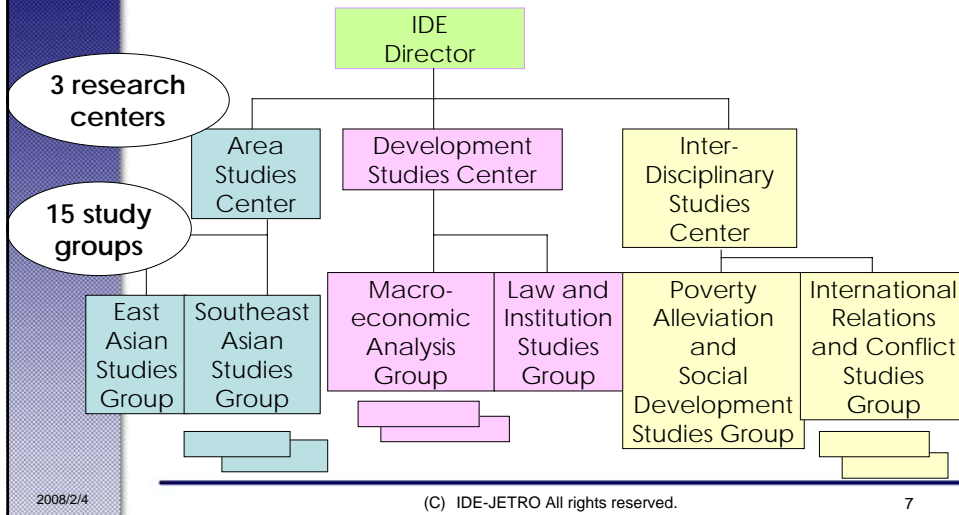 IDE
Director
3 research
centers
Area
Studies
Center
Development
Studies Center
Inter-
Disciplinary
Studies
Center
15 study
groups
East
Asian
Studies
Group
Southeast
Asian
Studies
Group
Macro-
economic
Analysis
Group
Law and
Institution
Studies
Group
Poverty
Alleviation
and
Social
Development
Studies Group
International
Relations
and Conflict
Studies
Group
2008/2/4
(C) IDE-JETRO All rights reserved.
7